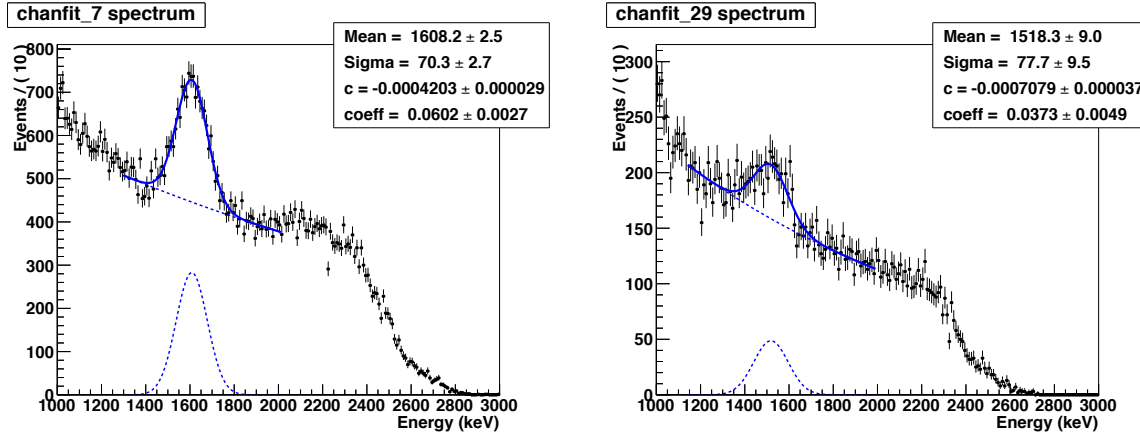 chanfit_7 spectrum
Events / ( 10 )
Mean = 1608.2 ± 2.5
Sigma = 70.3 ± 2.7
c = -0.0004203 ± 0.000029
coeff = 0.0602 ± 0.0027
800
700
600
500
400
300
200
100
0
1000 1200 1400 1600 1800 2000 2200 2400 2600 2800 3000
Energy (keV)
chanfit_29 spectrum
Events / ( 10 )
Mean = 1518.3 ± 9.0
Sigma = 77.7 ± 9.5
c = -0.0007079 ± 0.000037
coeff = 0.0373 ± 0.0049
300
250
200
150
100
50
0
1000 1200 1400 1600 1800 2000 2200 2400 2600 2800 3000
Energy (keV)